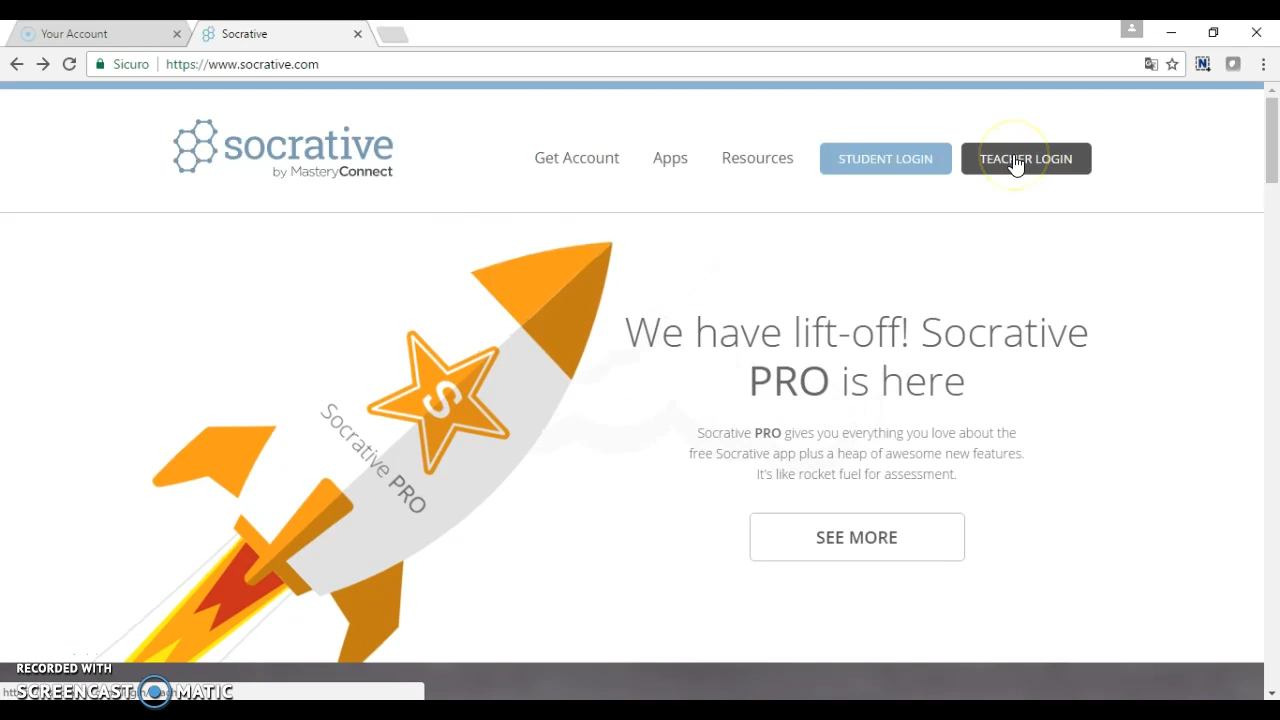 Your Account
Socrative
Sicuro
https://www.socrative.com
socrative
by MasteryConnect
Get Account
Apps
Resources
STUDENT LOGIN
TEACHER LOGIN
S
Socrative PRO
We have lift-off! Socrative
PRO is here
Socrative PRO gives you everything you love about the
free Socrative app plus a heap of awesome new features.
It's like rocket fuel for assessment.
SEE MORE
RECORDED WITH
SCREENCAST MATIC